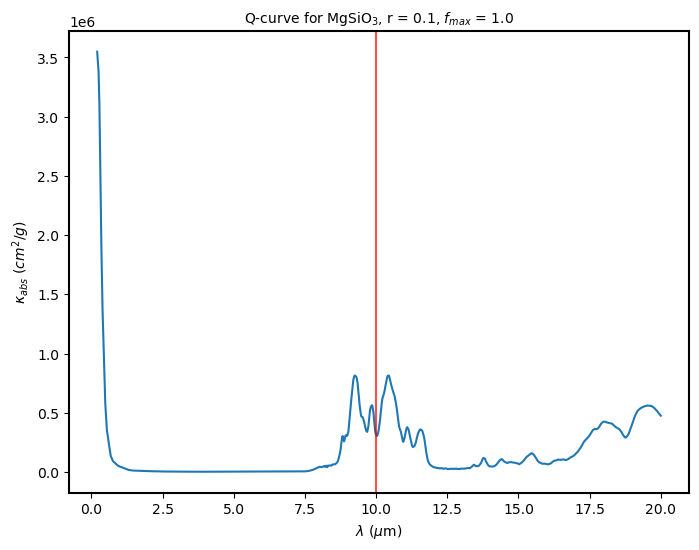 Q-curve for MgSiO₃, r = 0.1, f_max = 1.0
1e6
3.5
3.0
2.5
2.0
1.5
1.0
0.5
0.0
κ_abs (cm²/g)
0.0 2.5 5.0 7.5 10.0 12.5 15.0 17.5 20.0
λ (μm)